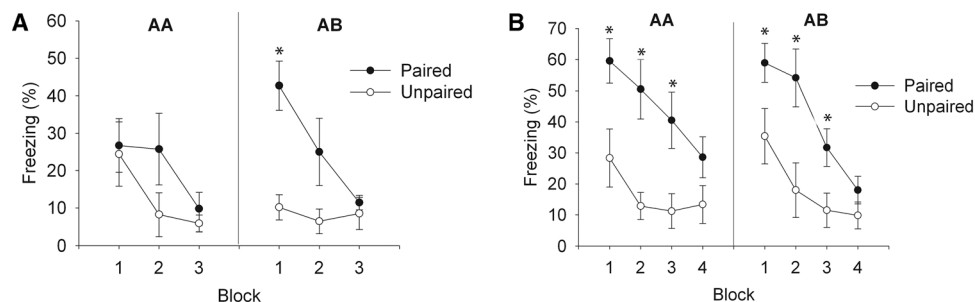 A
AA
AB
Freezing (%)
60
50
40
30
20
10
0
*
Paired
Unpaired
1 2 3 1 2 3
Block
B
AA
AB
Freezing (%)
70
60
50
40
30
20
10
0
* * * * * *
Paired
Unpaired
1 2 3 4 1 2 3 4
Block